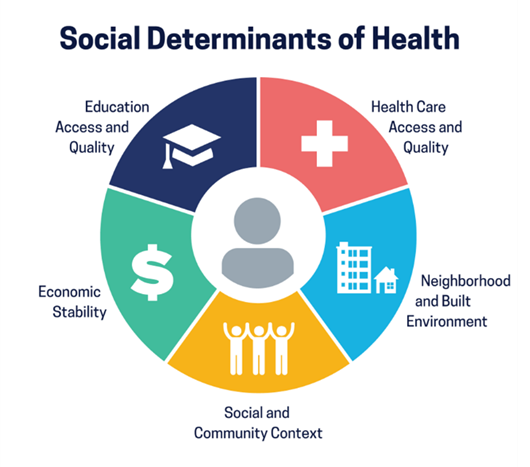 Social Determinants of Health
Education
Access and
Quality
Health Care
Access and
Quality
$
Economic
Stability
Neighborhood
and Built
Environment
Social and
Community Context